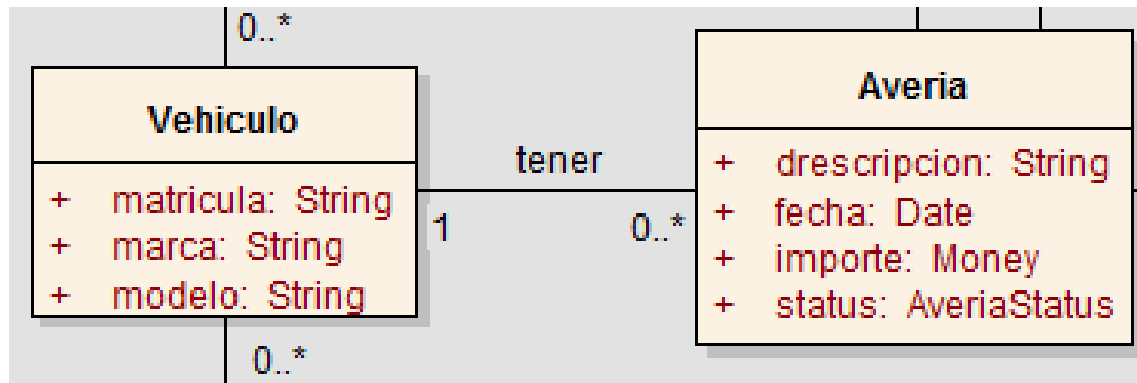 0..*
Vehiculo
+ matricula: String
+ marca: String
+ modelo: String
tener
1
0..*
Averia
+ drescripcion: String
+ fecha: Date
+ importe: Money
+ status: AveriaStatus
0..*